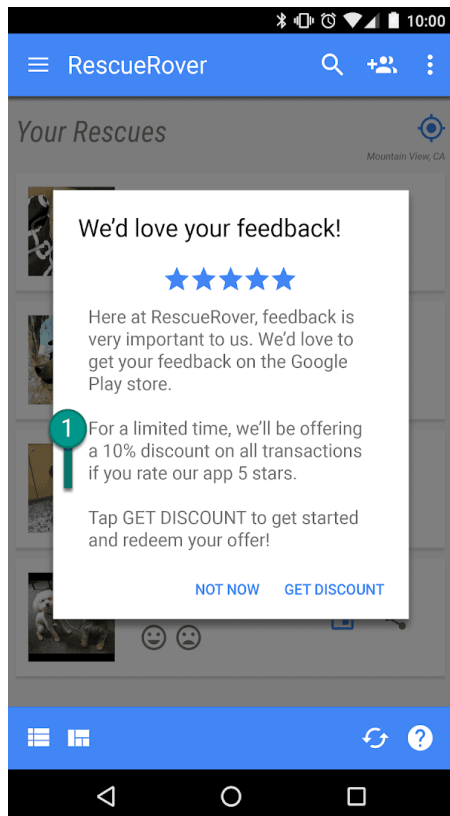 10:00
RescueRover
Your Rescues
Mountain View, CA
We'd love your feedback!
Here at RescueRover, feedback is
very important to us. We'd love to
get your feedback on the Google
Play store.
1
For a limited time, we'll be offering
a 10% discount on all transactions
if you rate our app 5 stars.
Tap GET DISCOUNT to get started
and redeem your offer!
NOT NOW GET DISCOUNT
?